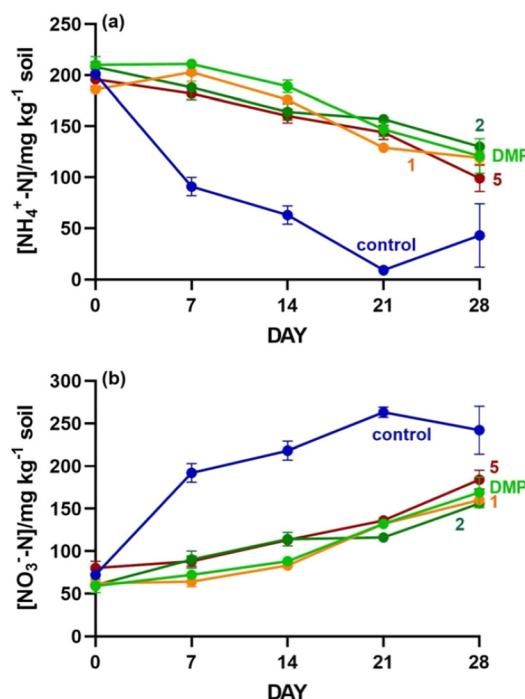 (a)
[NH₄⁺-N]/mg kg⁻¹ soil
250
200
150
100
50
0
2
DMP
1
5
control
0 7 14 21 28
DAY
(b)
[NO₃⁻-N]/mg kg⁻¹ soil
300
250
200
150
100
50
0
control
5
DMP
1
2
0 7 14 21 28
DAY